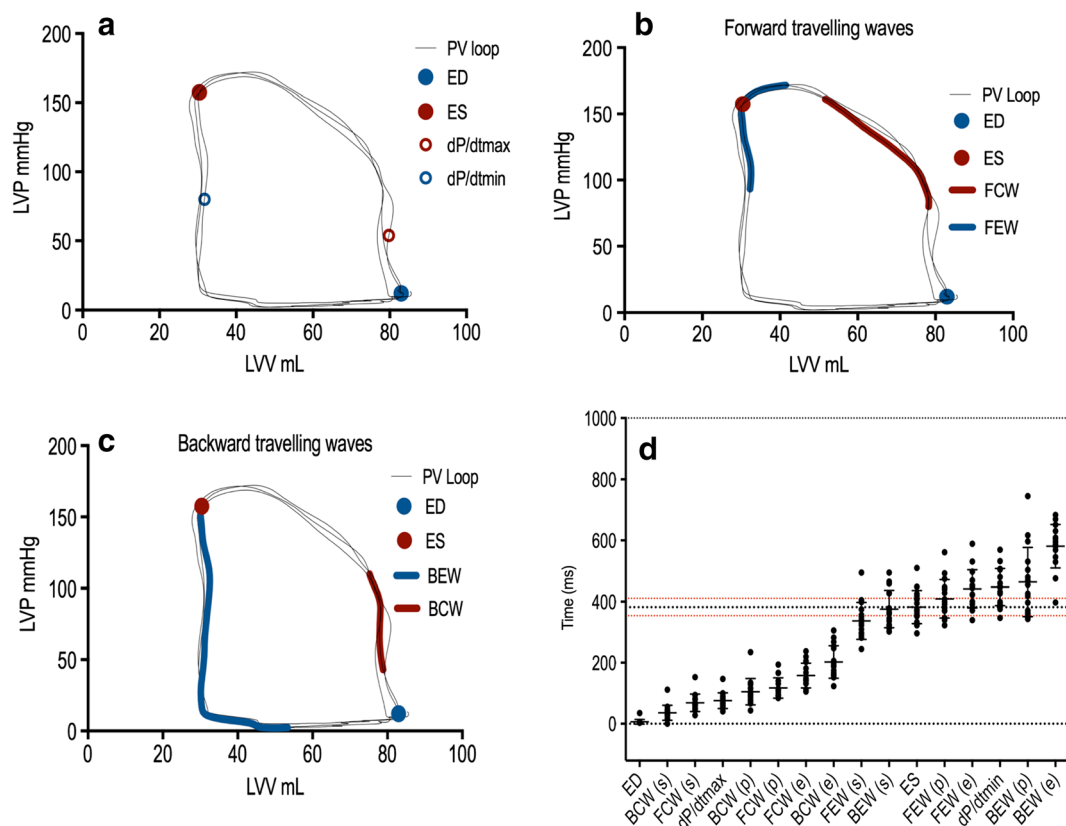 a
PV loop
ED
ES
dP/dtmax
dP/dtmin
LVP mmHg
200
150
100
50
0
0 20 40 60 80 100
LVV mL
b
Forward travelling waves
PV Loop
ED
ES
FCW
FEW
LVP mmHg
200
150
100
50
0
0 20 40 60 80 100
LVV mL
c
Backward travelling waves
PV Loop
ED
ES
BEW
BCW
LVP mmHg
200
150
100
50
0
0 20 40 60 80 100
LVV mL
d
Time (ms)
1000
800
600
400
200
0
ED
BCW (s)
FCW (s)
dP/dtmax
BCW (p)
FCW (p)
FCW (e)
BCW (e)
FEW (s)
BEW (s)
ES
FEW (p)
FEW (e)
dP/dtmin
BEW (p)
BEW (e)